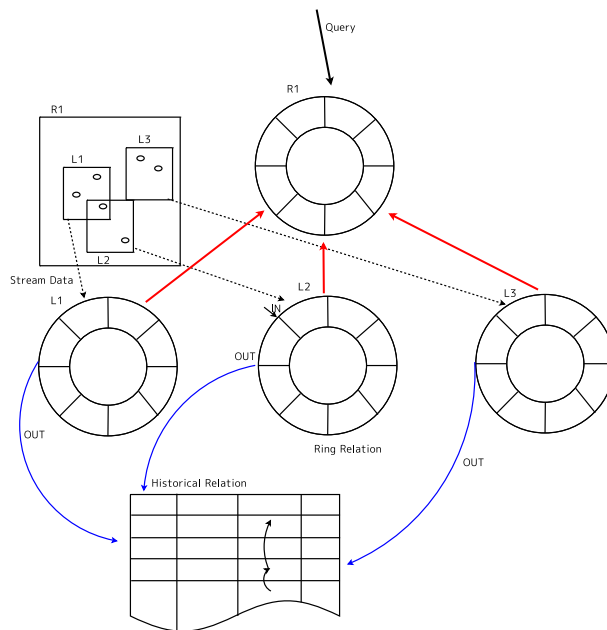 Query
R1
R1
L3
L1
L2
Stream Data
L1
L2
L3
IN
OUT
Ring Relation
OUT
OUT
Historical Relation